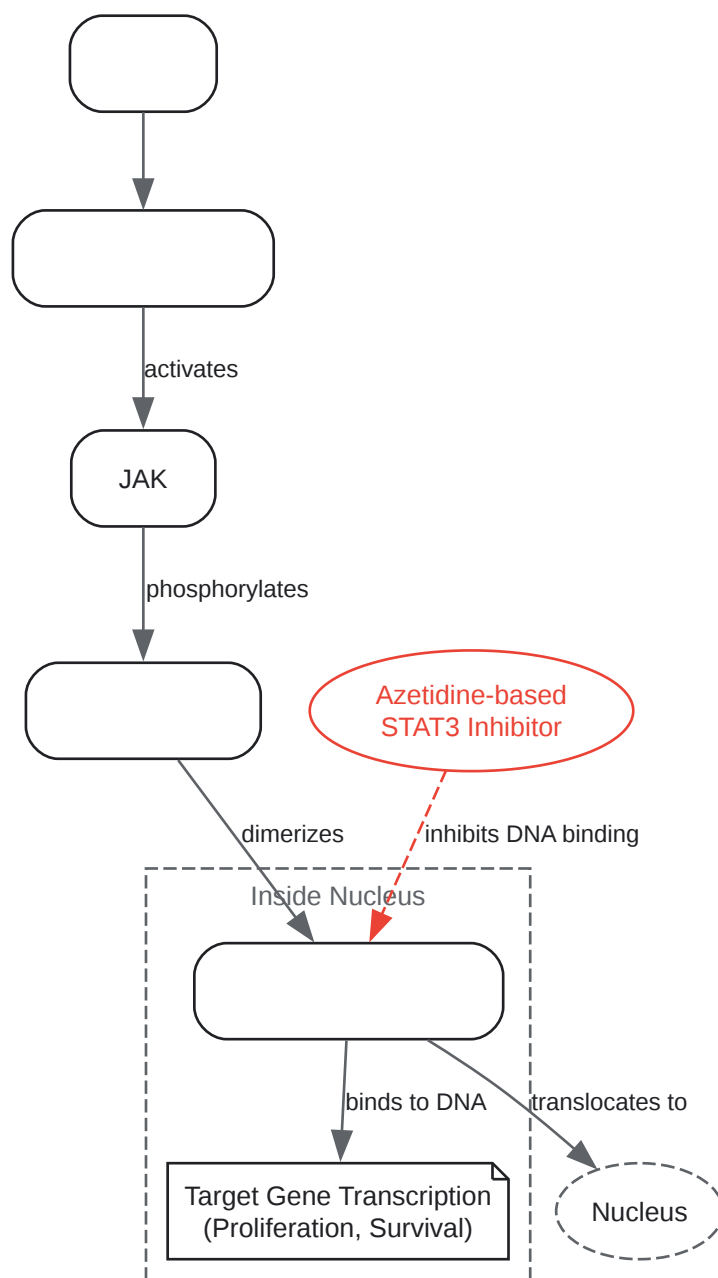 activates
JAK
phosphorylates
Azetidine-based
STAT3 Inhibitor
dimerizes
inhibits DNA binding
Inside Nucleus
binds to DNA
translocates to
Target Gene Transcription
(Proliferation, Survival)
Nucleus